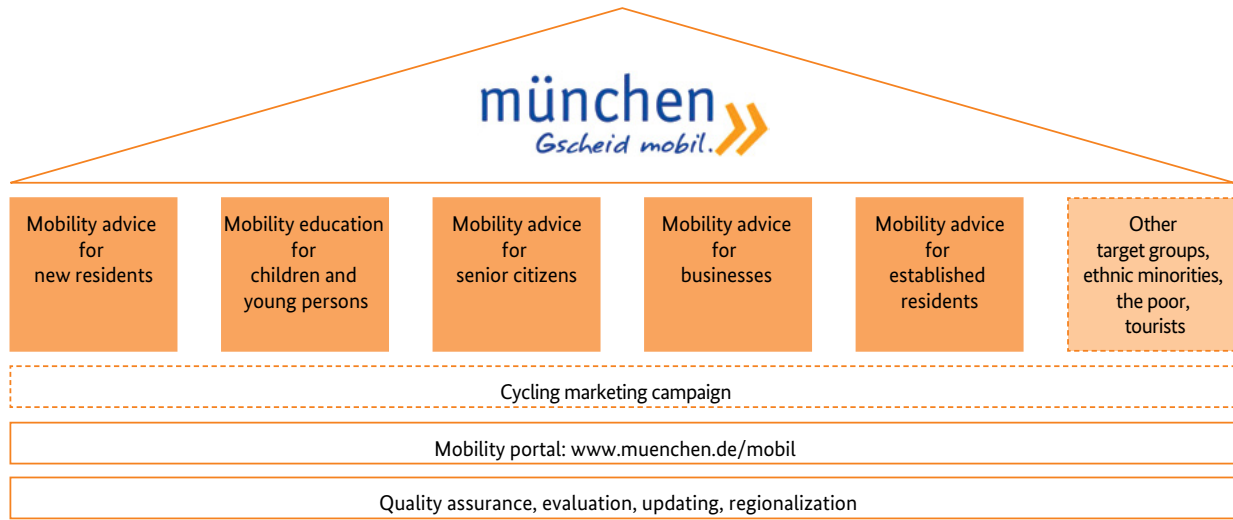 münchen
Gscheid mobil.
Mobility advice
for
new residents
Mobility education
for
children and
young persons
Mobility advice
for
senior citizens
Mobility advice
for
businesses
Mobility advice
for
established
residents
Other
target groups,
ethnic minorities,
the poor,
tourists
Cycling marketing campaign
Mobility portal: www.muenchen.de/mobil
Quality assurance, evaluation, updating, regionalization